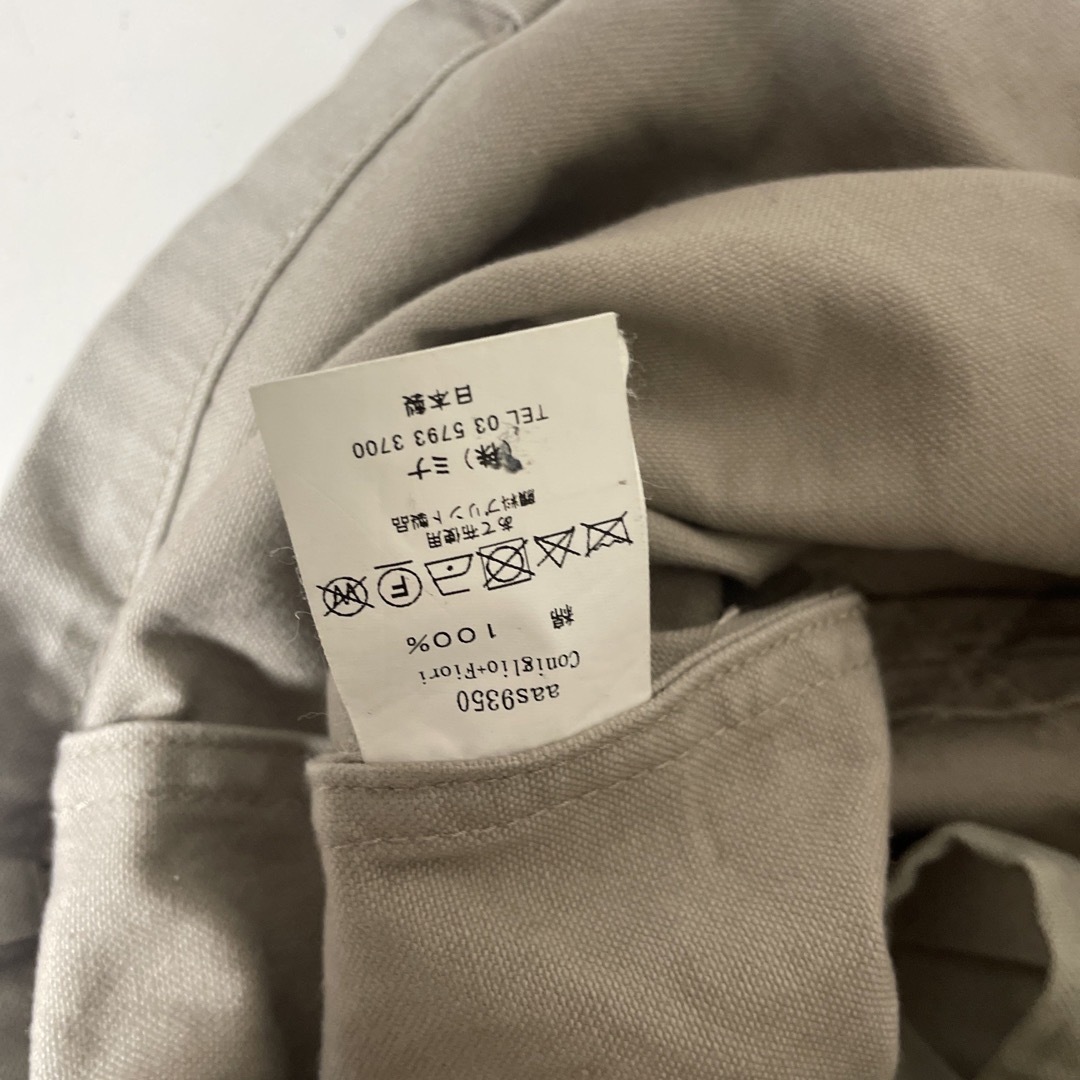 aas9350
Coniglio+Fiori
綿 100%
W F
あて布使用
顔料プリント製品
(株)ミナ
TEL 03 5793 3700
日本製